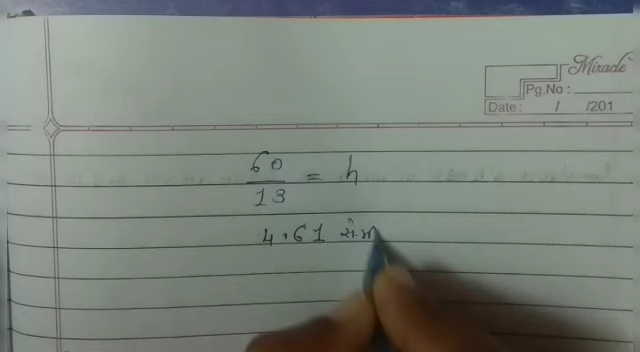 Miracle
Pg.No :
Date : / /201
60/13 = h
4.61 से.म